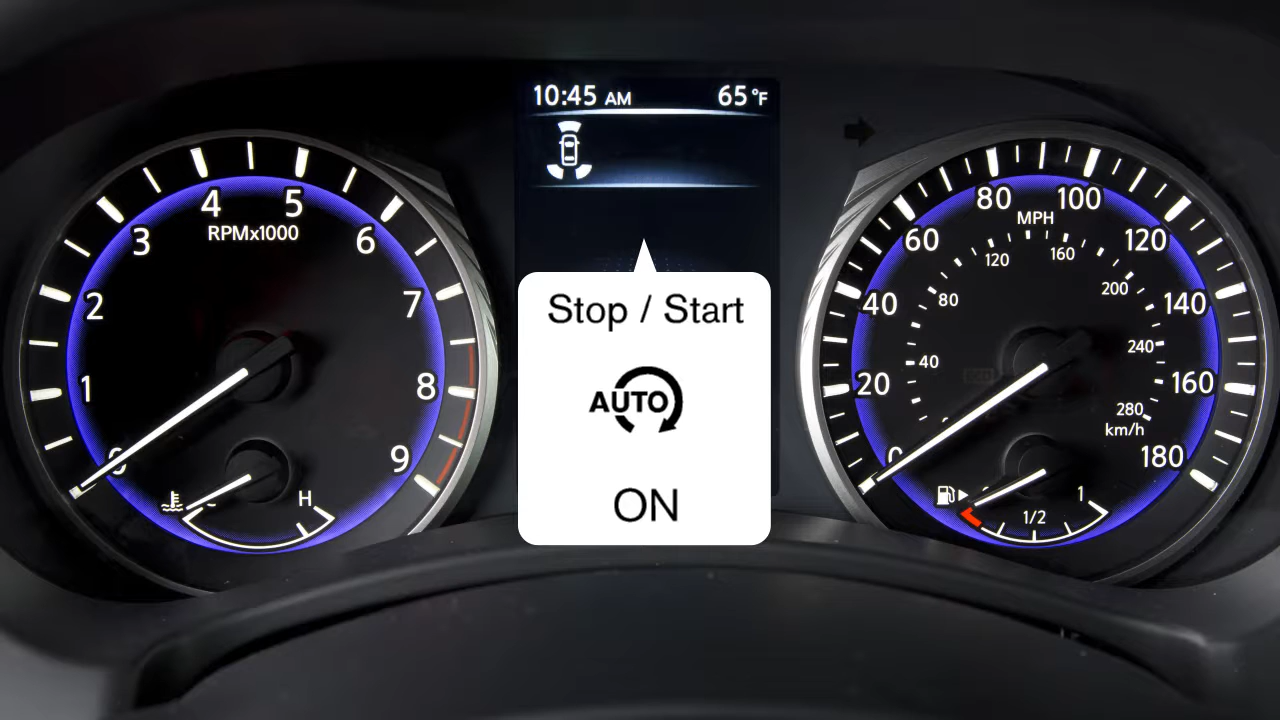 10:45 AM 65°F
0 1 2 3 4 5 6 7 8 9
RPMx1000
H
Stop / Start
AUTO
ON
0 20 40 60 80 100 120 140 160 180
MPH
40 80 120 160 200 240 280
km/h
1/2 1